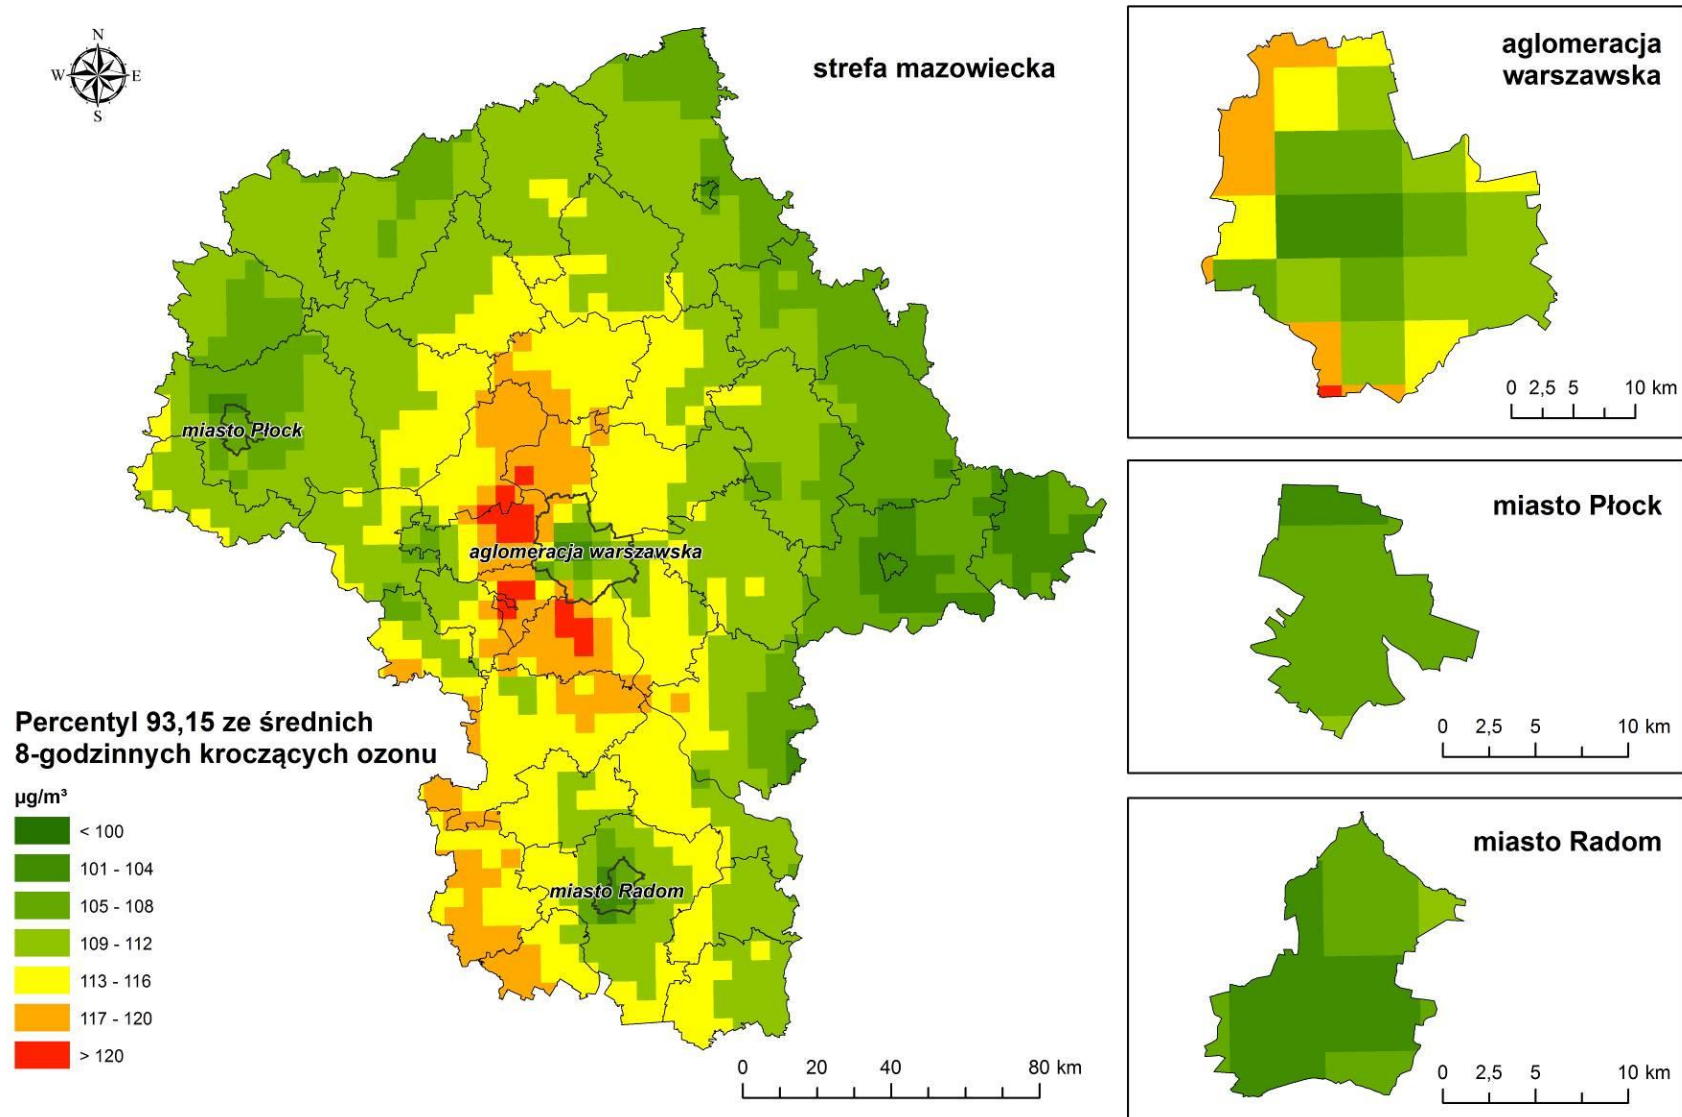 N
W E
S
strefa mazowiecka
miasto Płock
aglomeracja warszawska
miasto Radom
Percentyl 93,15 ze średnich
8-godzinnych kroczących ozonu
µg/m³
< 100
101 - 104
105 - 108
109 - 112
113 - 116
117 - 120
> 120
0 20 40 80 km
aglomeracja
warszawska
0 2,5 5 10 km
miasto Płock
0 2,5 5 10 km
miasto Radom
0 2,5 5 10 km